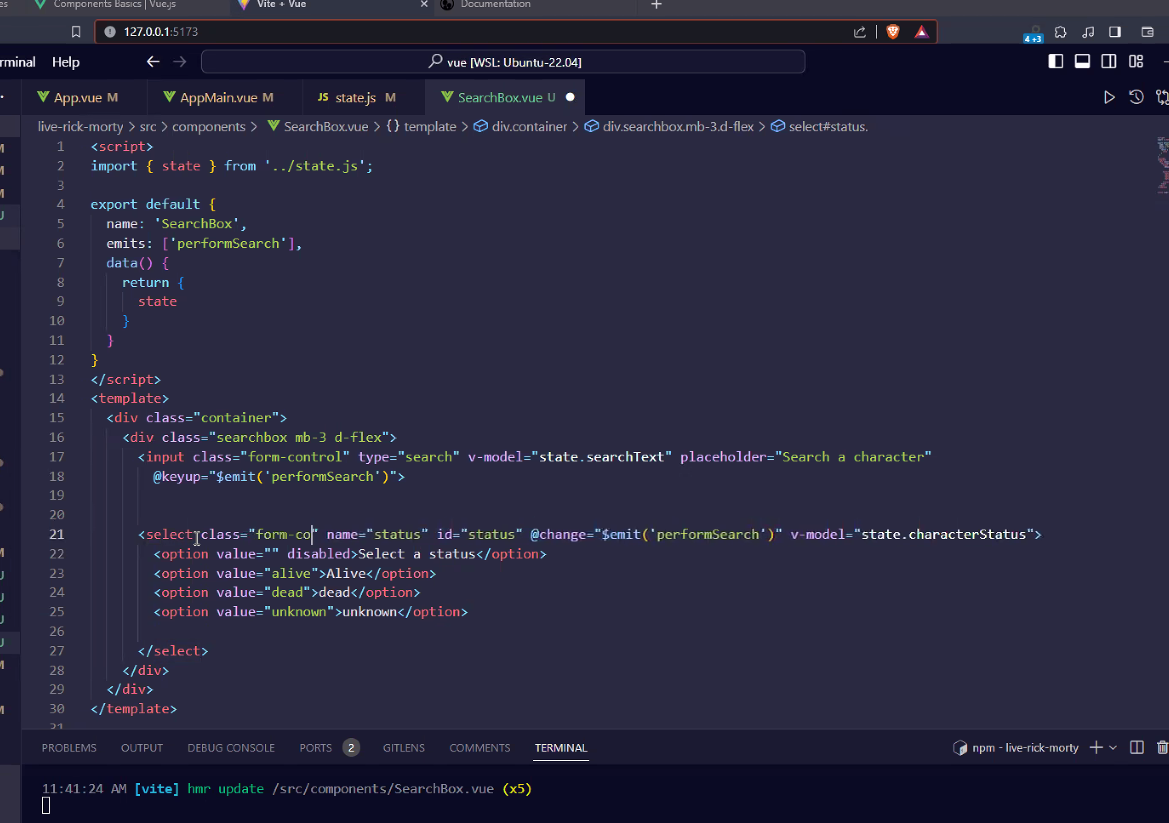 Components Basics | Vue.js
Vite + Vue
Documentation
127.0.0.1:5173
4 +3
Help
vue [WSL: Ubuntu-22.04]
App.vue M
AppMain.vue M
JS state.js M
SearchBox.vue U
live-rick-morty > src > components > SearchBox.vue > {} template > div.container > div.searchbox.mb-3.d-flex > select#status.
1 <script>
2 import { state } from '../state.js';
3
4 export default {
5 name: 'SearchBox',
6 emits: ['performSearch'],
7 data() {
8 return {
9 state
10 }
11 }
12 }
13 </script>
14 <template>
15 <div class="container">
16 <div class="searchbox mb-3 d-flex">
17 <input class="form-control" type="search" v-model="state.searchText" placeholder="Search a character"
18 @keyup="$emit('performSearch')">
19
20
21 <select class="form-co" name="status" id="status" @change="$emit('performSearch')" v-model="state.characterStatus">
22 <option value="" disabled>Select a status</option>
23 <option value="alive">Alive</option>
24 <option value="dead">dead</option>
25 <option value="unknown">unknown</option>
26
27 </select>
28 </div>
29 </div>
30 </template>
31
PROBLEMS OUTPUT DEBUG CONSOLE PORTS 2 GITLENS COMMENTS TERMINAL npm - live-rick-morty
11:41:24 AM [vite] hmr update /src/components/SearchBox.vue (x5)